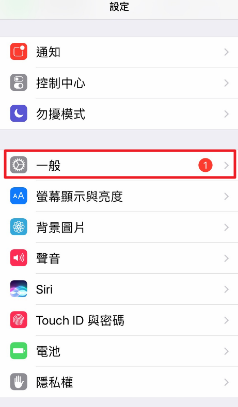 設定
通知
控制中心
勿擾模式
一般 1
AA 螢幕顯示與亮度
背景圖片
聲音
Siri
Touch ID 與密碼
電池
隱私權